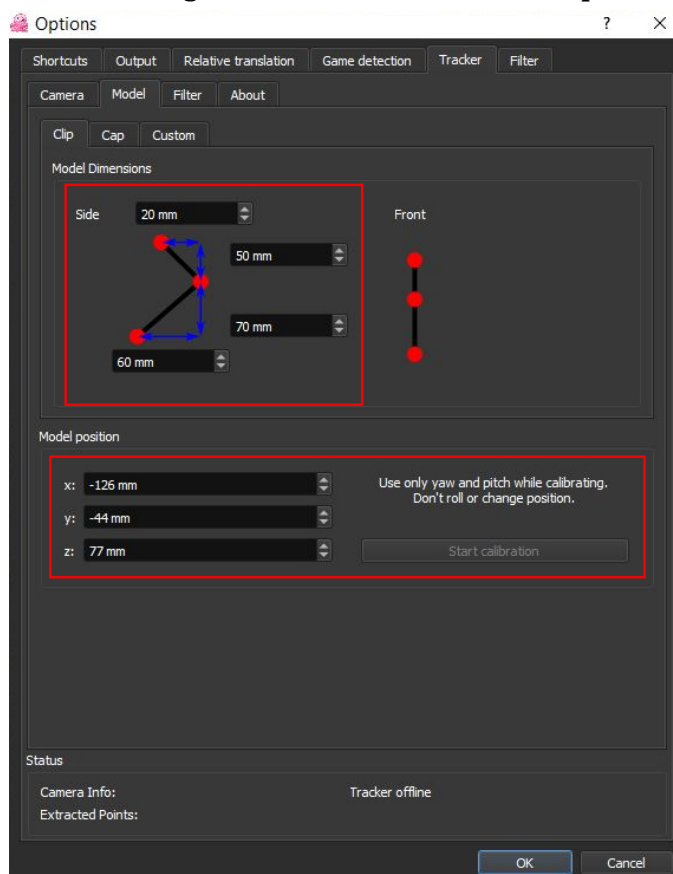 Options ? ×
Shortcuts Output Relative translation Game detection Tracker Filter
Camera Model Filter About
Clip Cap Custom
Model Dimensions
Side 20 mm Front
50 mm
70 mm
60 mm
Model position
x: -126 mm
y: -44 mm
z: 77 mm
Use only yaw and pitch while calibrating.
Don't roll or change position.
Start calibration
Status
Camera Info: Tracker offline
Extracted Points:
OK Cancel